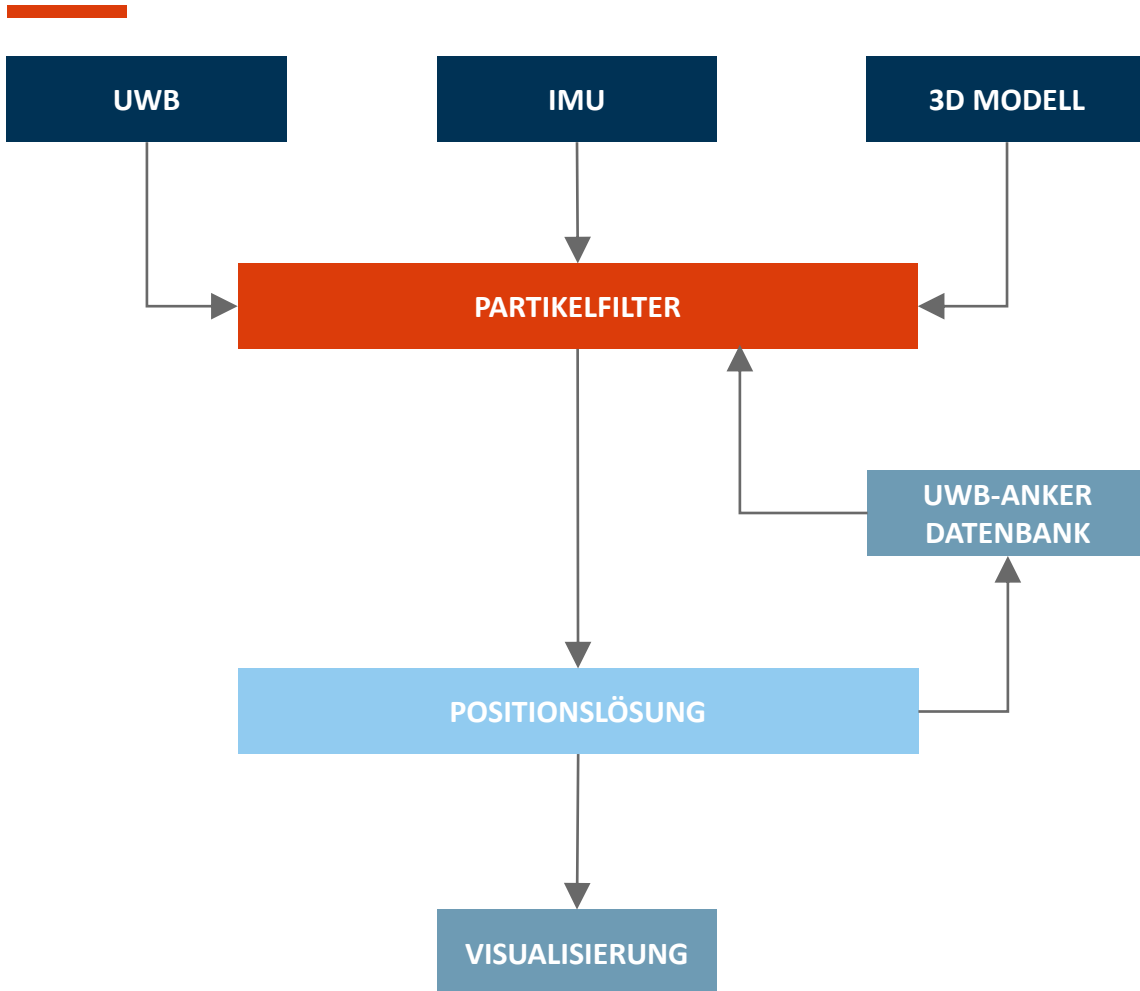 UWB
IMU
3D MODELL
PARTIKELFILTER
UWB-ANKER
DATENBANK
POSITIONSLÖSUNG
VISUALISIERUNG